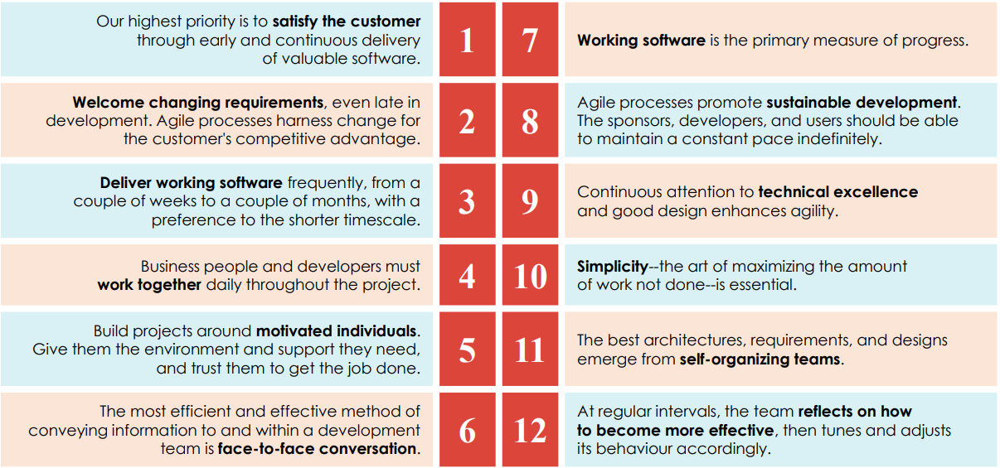 Our highest priority is to satisfy the customer
through early and continuous delivery
of valuable software.
1
Welcome changing requirements, even late in
development. Agile processes harness change for
the customer's competitive advantage.
2
Deliver working software frequently, from a
couple of weeks to a couple of months, with a
preference to the shorter timescale.
3
Business people and developers must
work together daily throughout the project.
4
Build projects around motivated individuals.
Give them the environment and support they need,
and trust them to get the job done.
5
The most efficient and effective method of
conveying information to and within a development
team is face-to-face conversation.
6
7
Working software is the primary measure of progress.
8
Agile processes promote sustainable development.
The sponsors, developers, and users should be able
to maintain a constant pace indefinitely.
9
Continuous attention to technical excellence
and good design enhances agility.
10
Simplicity--the art of maximizing the amount
of work not done--is essential.
11
The best architectures, requirements, and designs
emerge from self-organizing teams.
12
At regular intervals, the team reflects on how
to become more effective, then tunes and adjusts
its behaviour accordingly.